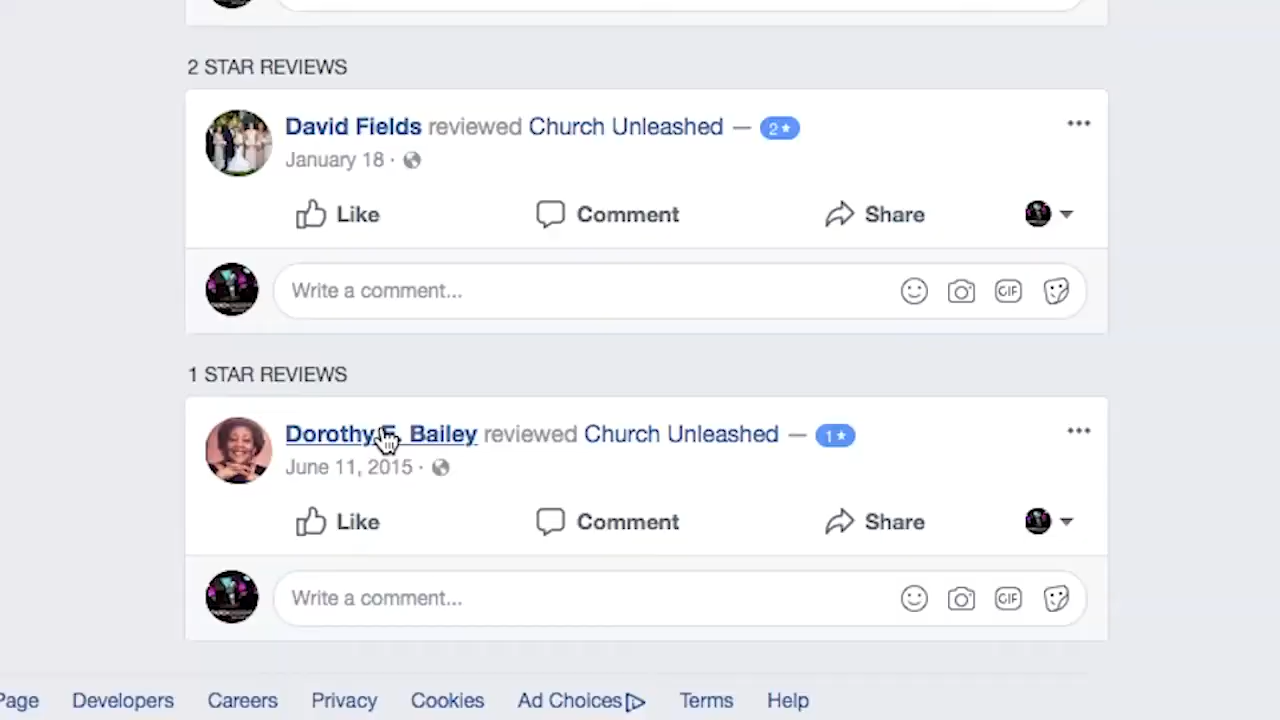 2 STAR REVIEWS
David Fields reviewed Church Unleashed — 2★
January 18 ·
Like Comment Share
Write a comment... GIF
1 STAR REVIEWS
Dorothy E. Bailey reviewed Church Unleashed — 1★
June 11, 2015 ·
Like Comment Share
Write a comment... GIF
Page Developers Careers Privacy Cookies Ad Choices Terms Help